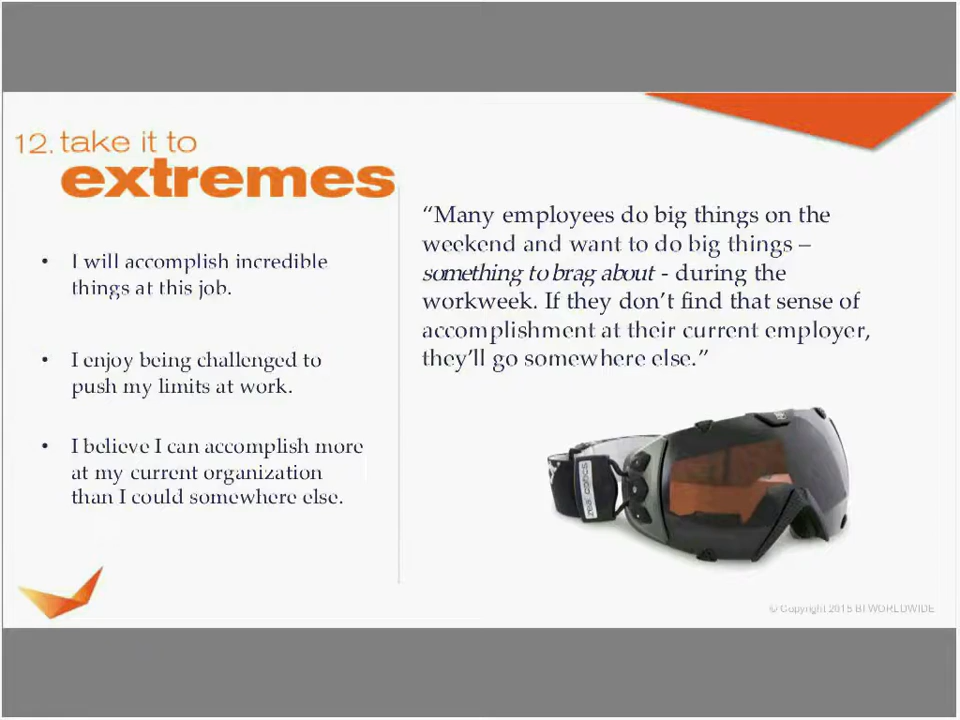 12. take it to
extremes
• I will accomplish incredible
things at this job.
• I enjoy being challenged to
push my limits at work.
• I believe I can accomplish more
at my current organization
than I could somewhere else.
“Many employees do big things on the
weekend and want to do big things –
something to brag about - during the
workweek. If they don’t find that sense of
accomplishment at their current employer,
they’ll go somewhere else.”
zeal optics
© Copyright 2015 BI WORLDWIDE